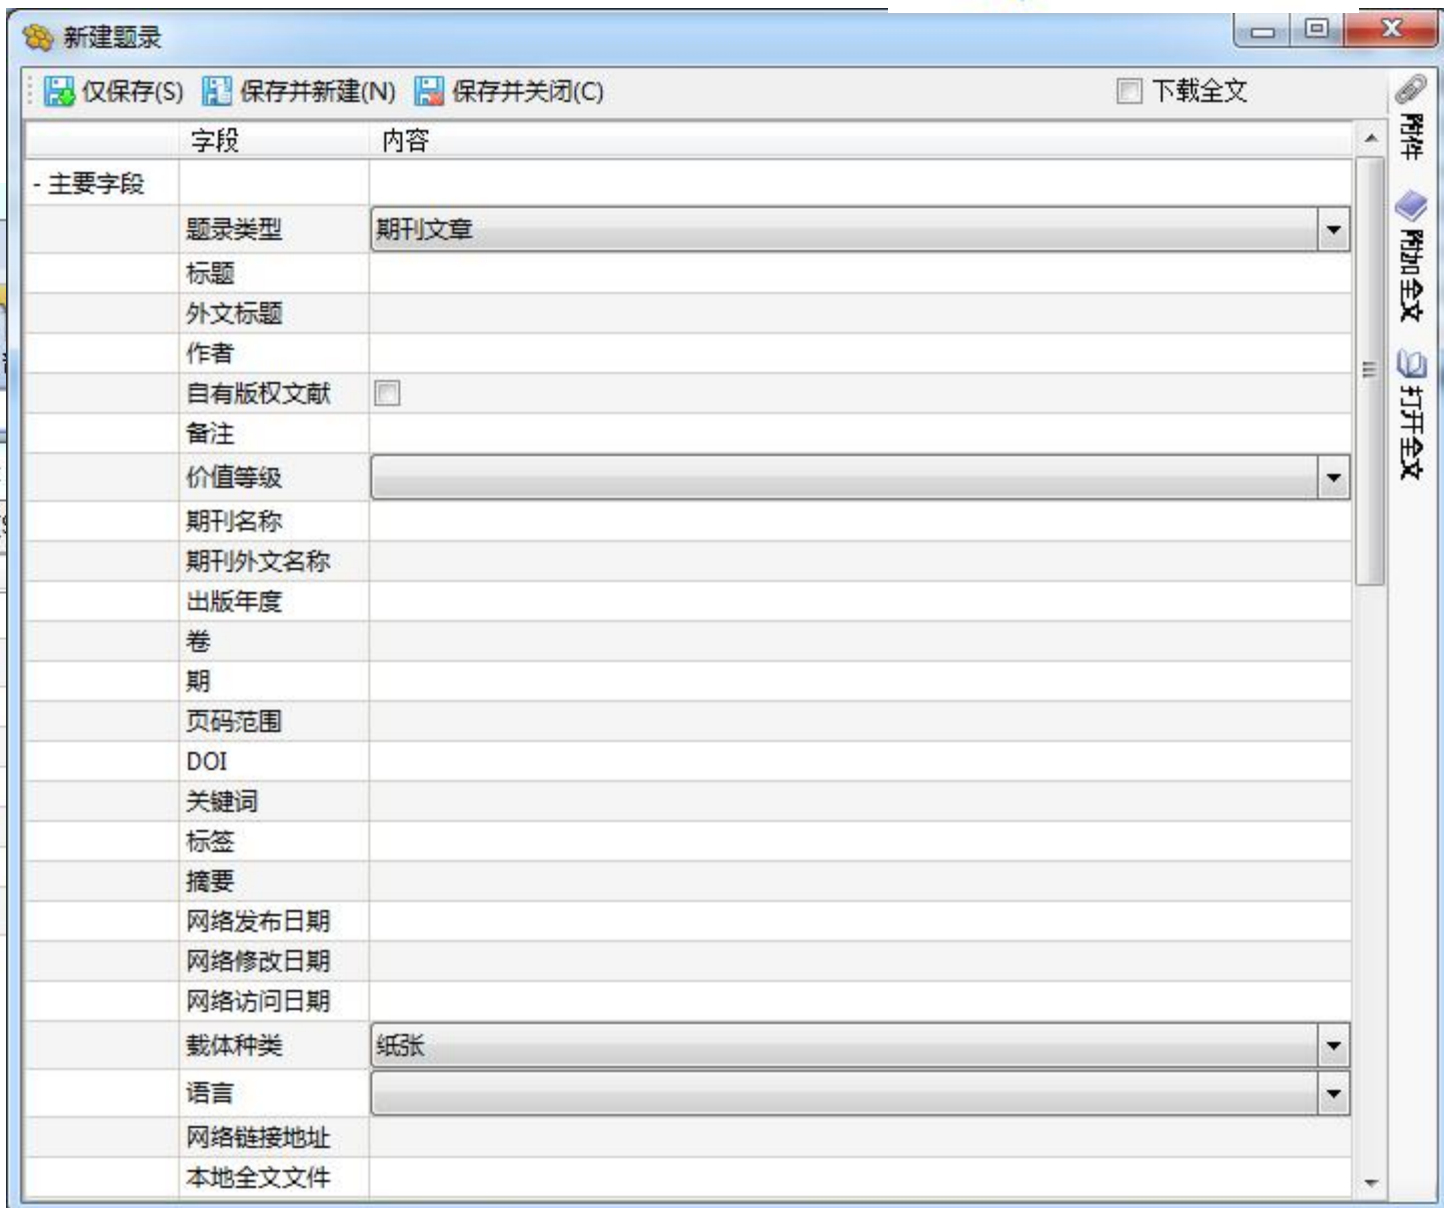 新建题录
仅保存(S) 保存并新建(N) 保存并关闭(C) 下载全文
字段 内容
- 主要字段
题录类型 期刊文章
标题
外文标题
作者
自有版权文献
备注
价值等级
期刊名称
期刊外文名称
出版年度
卷
期
页码范围
DOI
关键词
标签
摘要
网络发布日期
网络修改日期
网络访问日期
载体种类 纸张
语言
网络链接地址
本地全文文件
附件
附加全文
打开全文